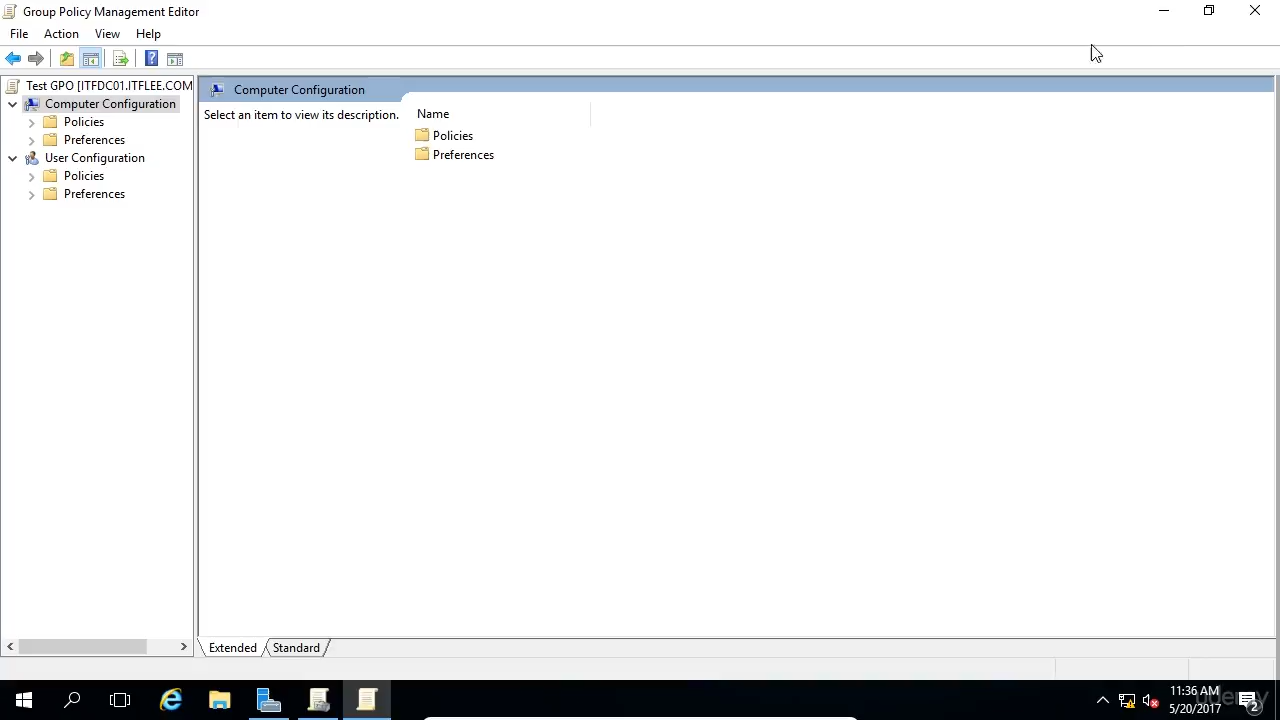 Group Policy Management Editor
File Action View Help
Test GPO [ITFDC01.ITFLEE.COM
Computer Configuration
Policies
Preferences
User Configuration
Policies
Preferences
Computer Configuration
Select an item to view its description.
Name
Policies
Preferences
Extended
Standard
11:36 AM
5/20/2017
2
udemy